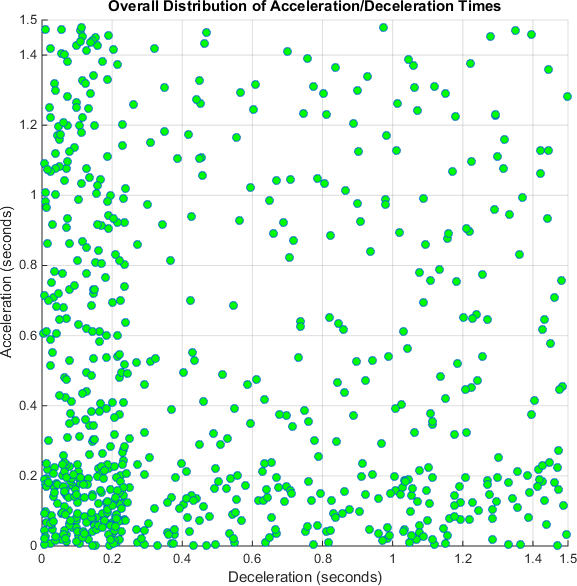 Overall Distribution of Acceleration/Deceleration Times
1.5
1.4
1.2
1
0.8
0.6
0.4
0.2
0
Acceleration (seconds)
0 0.2 0.4 0.6 0.8 1 1.2 1.4 1.5
Deceleration (seconds)